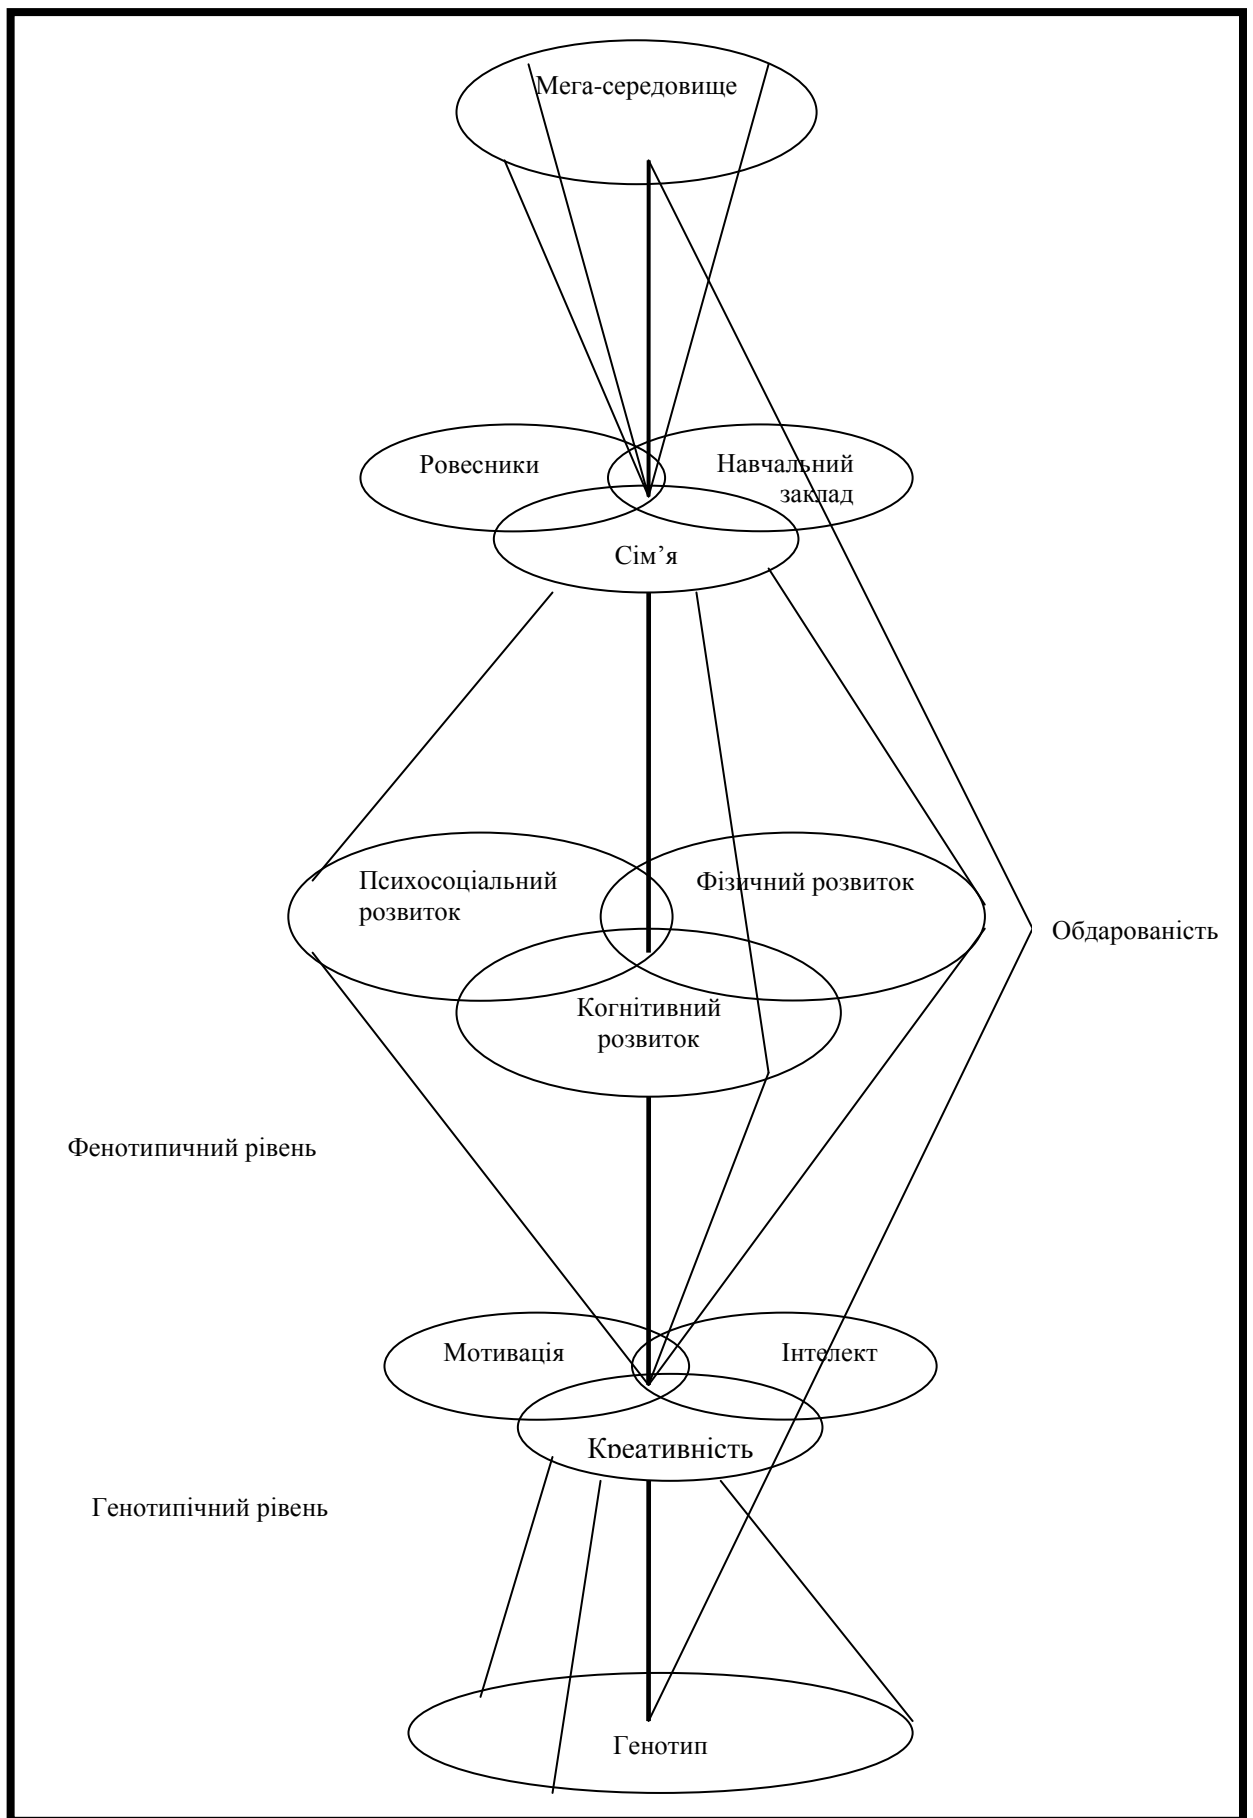 Мега-середовище
Ровесники
Навчальний
заклад
Сім’я
Психосоціальний
розвиток
Фізичний розвиток
Обдарованість
Когнітивний
розвиток
Фенотипичний рівень
Мотивація
Інтелект
Креативність
Генотипічний рівень
Генотип